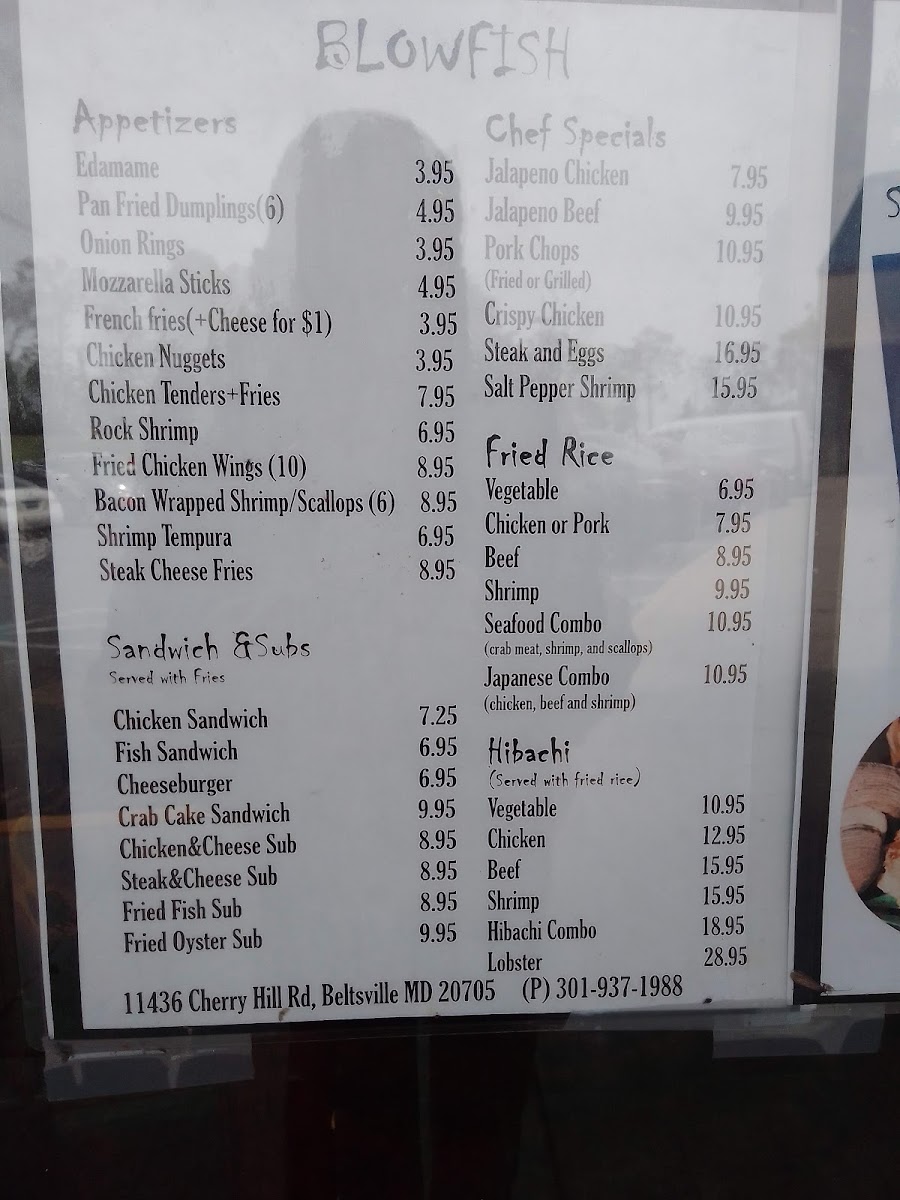 BLOWFISH
Appetizers
Edamame 3.95
Pan Fried Dumplings(6) 4.95
Onion Rings 3.95
Mozzarella Sticks 4.95
French fries(+Cheese for $1) 3.95
Chicken Nuggets 3.95
Chicken Tenders+Fries 7.95
Rock Shrimp 6.95
Fried Chicken Wings (10) 8.95
Bacon Wrapped Shrimp/Scallops (6) 8.95
Shrimp Tempura 6.95
Steak Cheese Fries 8.95
Sandwich &Subs
Served with Fries
Chicken Sandwich 7.25
Fish Sandwich 6.95
Cheeseburger 6.95
Crab Cake Sandwich 9.95
Chicken&Cheese Sub 8.95
Steak&Cheese Sub 8.95
Fried Fish Sub 8.95
Fried Oyster Sub 9.95
Chef Specials
Jalapeno Chicken 7.95
Jalapeno Beef 9.95
Pork Chops 10.95
(Fried or Grilled)
Crispy Chicken 10.95
Steak and Eggs 16.95
Salt Pepper Shrimp 15.95
Fried Rice
Vegetable 6.95
Chicken or Pork 7.95
Beef 8.95
Shrimp 9.95
Seafood Combo 10.95
(crab meat, shrimp, and scallops)
Japanese Combo 10.95
(chicken, beef and shrimp)
Hibachi
(Served with fried rice)
Vegetable 10.95
Chicken 12.95
Beef 15.95
Shrimp 15.95
Hibachi Combo 18.95
Lobster 28.95
11436 Cherry Hill Rd, Beltsville MD 20705 (P) 301-937-1988